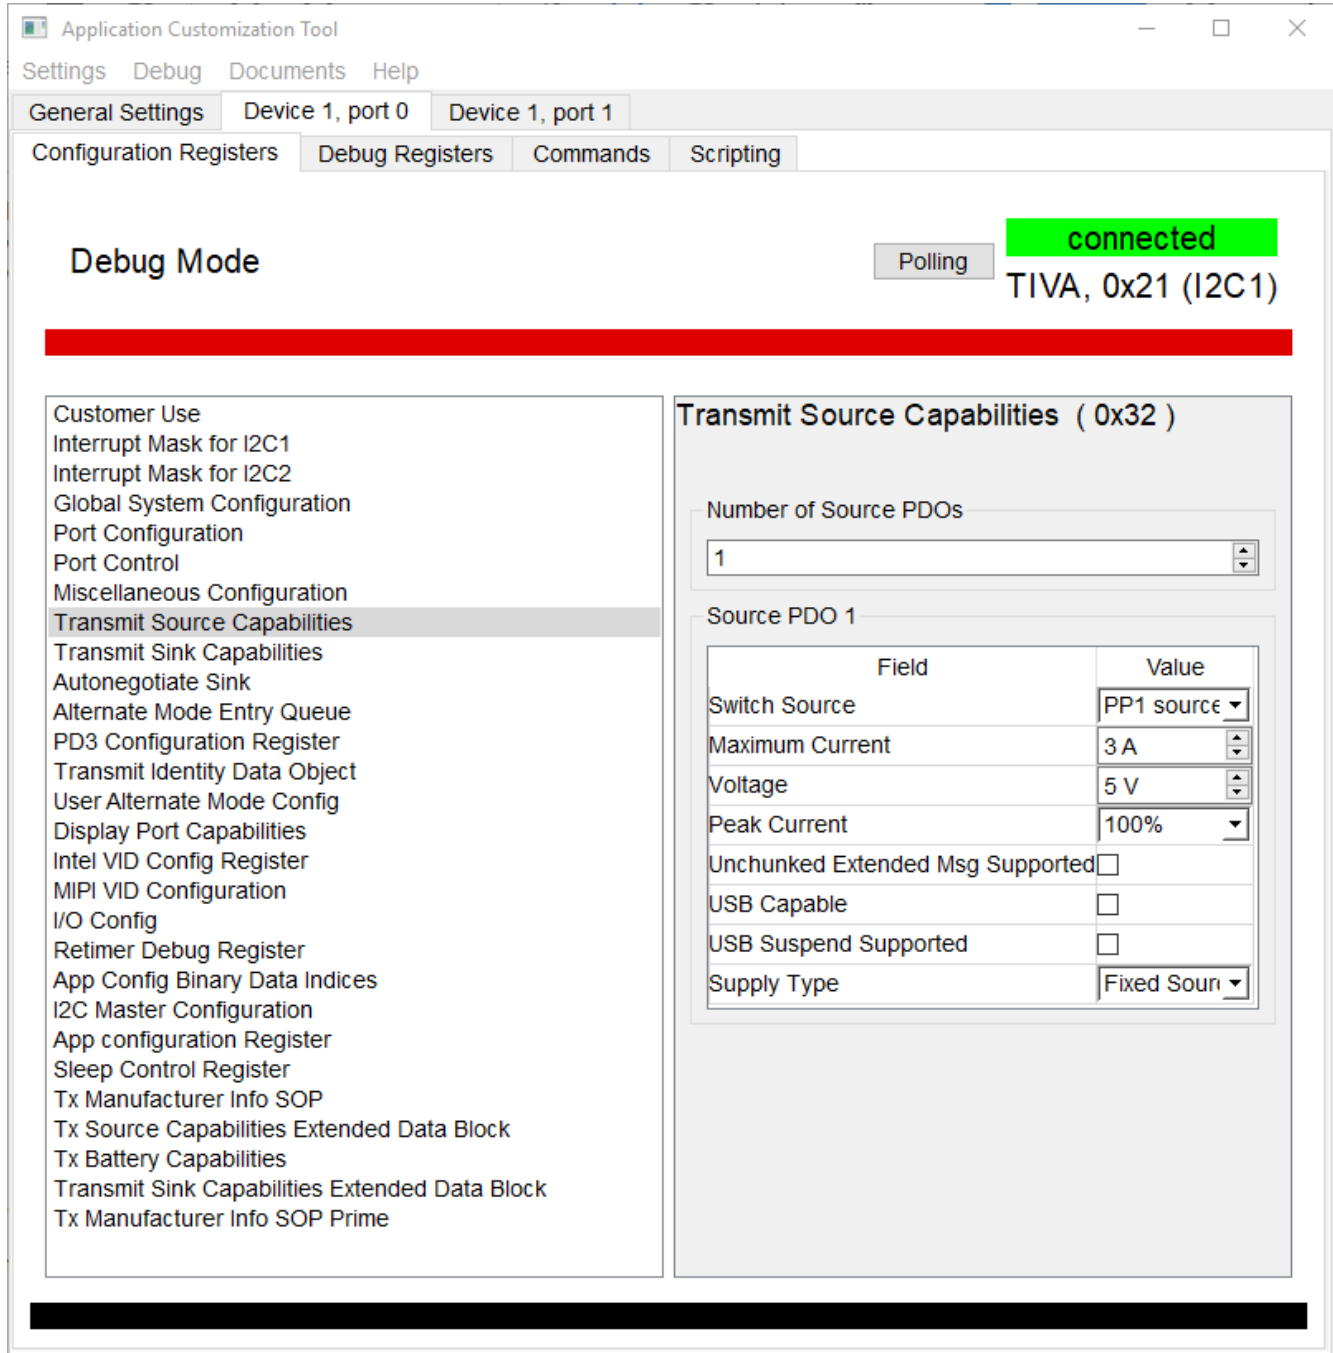 Application Customization Tool
Settings Debug Documents Help
General Settings Device 1, port 0 Device 1, port 1
Configuration Registers Debug Registers Commands Scripting
Debug Mode
Polling
connected
TIVA, 0x21 (I2C1)
Customer Use
Interrupt Mask for I2C1
Interrupt Mask for I2C2
Global System Configuration
Port Configuration
Port Control
Miscellaneous Configuration
Transmit Source Capabilities
Transmit Sink Capabilities
Autonegotiate Sink
Alternate Mode Entry Queue
PD3 Configuration Register
Transmit Identity Data Object
User Alternate Mode Config
Display Port Capabilities
Intel VID Config Register
MIPI VID Configuration
I/O Config
Retimer Debug Register
App Config Binary Data Indices
I2C Master Configuration
App configuration Register
Sleep Control Register
Tx Manufacturer Info SOP
Tx Source Capabilities Extended Data Block
Tx Battery Capabilities
Transmit Sink Capabilities Extended Data Block
Tx Manufacturer Info SOP Prime
Transmit Source Capabilities ( 0x32 )
Number of Source PDOs
1
Source PDO 1
Field Value
Switch Source PP1 source
Maximum Current 3 A
Voltage 5 V
Peak Current 100%
Unchunked Extended Msg Supported
USB Capable
USB Suspend Supported
Supply Type Fixed Sour